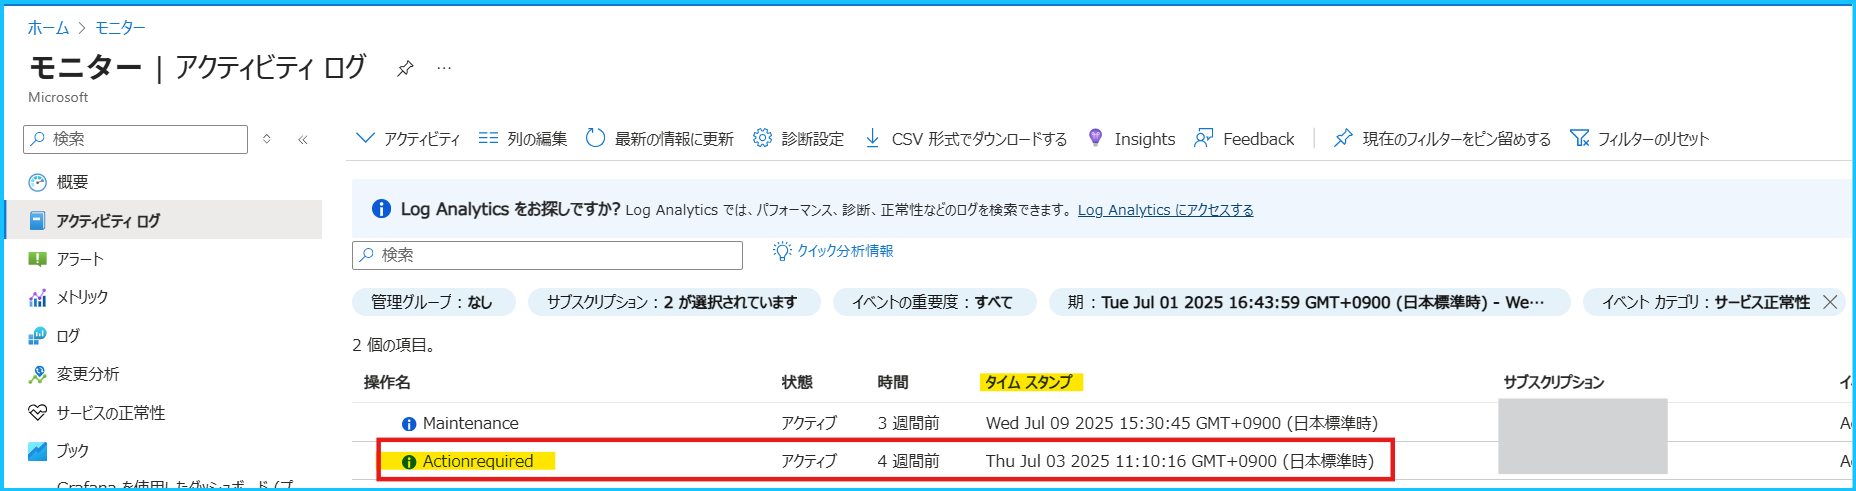 ホーム > モニター
モニター | アクティビティ ログ ...
Microsoft
検索
概要
アクティビティ ログ
アラート
メトリック
ログ
変更分析
サービスの正常性
ブック
Grafana を使用したダッシュボード (プ
アクティビティ 列の編集 最新の情報に更新 診断設定 CSV 形式でダウンロードする Insights Feedback 現在のフィルターをピン留めする フィルターのリセット
Log Analytics をお探しですか? Log Analytics では、パフォーマンス、診断、正常性などのログを検索できます。 Log Analytics にアクセスする
検索 クイック分析情報
管理グループ : なし サブスクリプション : 2 が選択されています イベントの重要度 : すべて 期 : Tue Jul 01 2025 16:43:59 GMT+0900 (日本標準時) - We... イベント カテゴリ : サービス正常性
2 個の項目。
操作名 状態 時間 タイム スタンプ サブスクリプション イ
Maintenance アクティブ 3 週間前 Wed Jul 09 2025 15:30:45 GMT+0900 (日本標準時)
Actionrequired アクティブ 4 週間前 Thu Jul 03 2025 11:10:16 GMT+0900 (日本標準時)